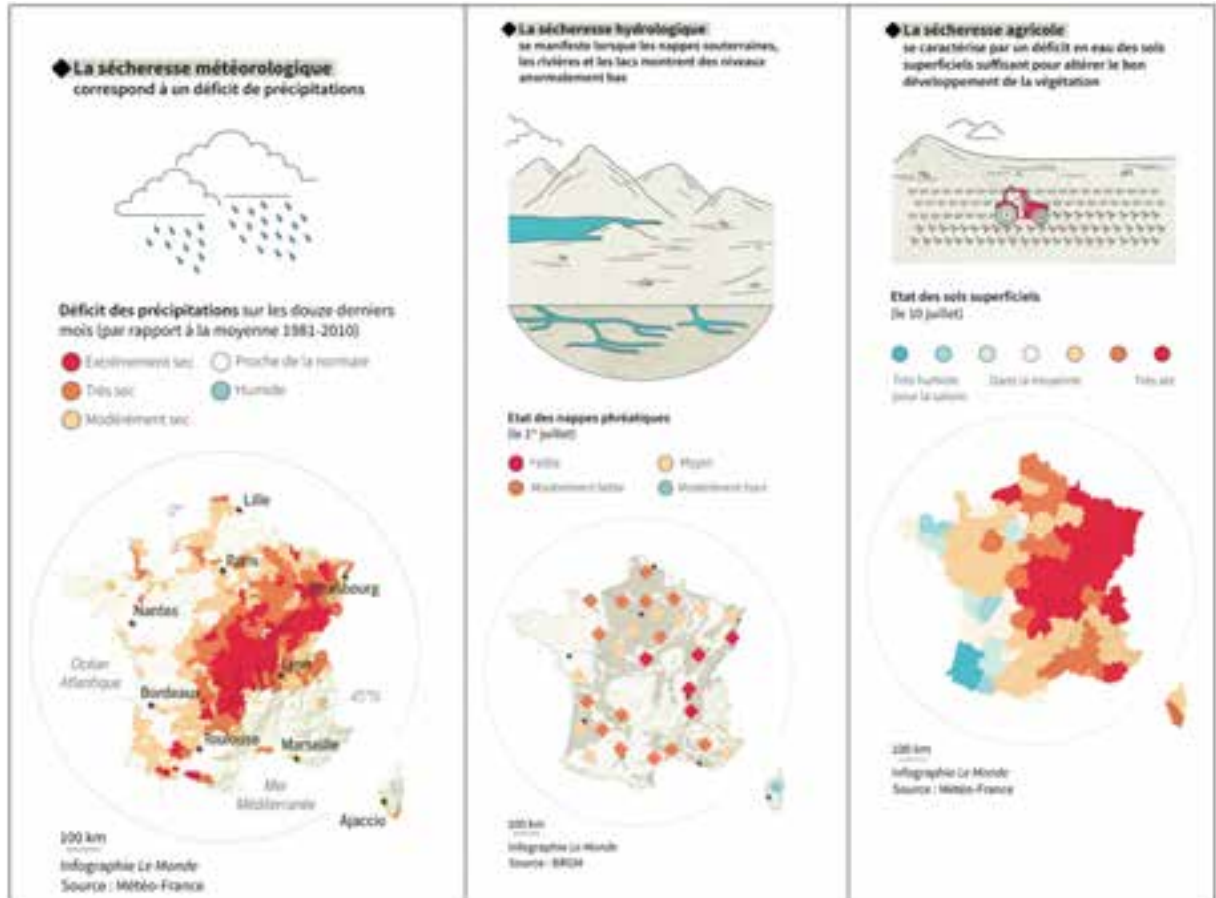 La sécheresse météorologique
correspond à un déficit de précipitations
Déficit des précipitations sur les douze derniers
mois (par rapport à la moyenne 1981-2010)
Extrêmement sec
Proche de la normale
Très sec
Humide
Modérément sec
0°
Lille
Paris
Strasbourg
Nantes
Océan
Atlantique
Lyon
Bordeaux
45°N
Toulouse
Marseille
Mer
Méditerranée
Ajaccio
100 km
Infographie Le Monde
Source : Météo-France
La sécheresse hydrologique
se manifeste lorsque les nappes souterraines,
les rivières et les lacs montrent des niveaux
anormalement bas
Etat des nappes phréatiques
(le 1er juillet)
Faible
Moyen
Modérément haut
100 km
Infographie Le Monde
Source : BRGM
La sécheresse agricole
se caractérise par un déficit en eau des sols
superficiels suffisant pour altérer le bon
développement de la végétation
Etat des sols superficiels
(le 10 juillet)
Très humide
pour la saison
Dans la moyenne
Très sec
100 km
Infographie Le Monde
Source : Météo-France